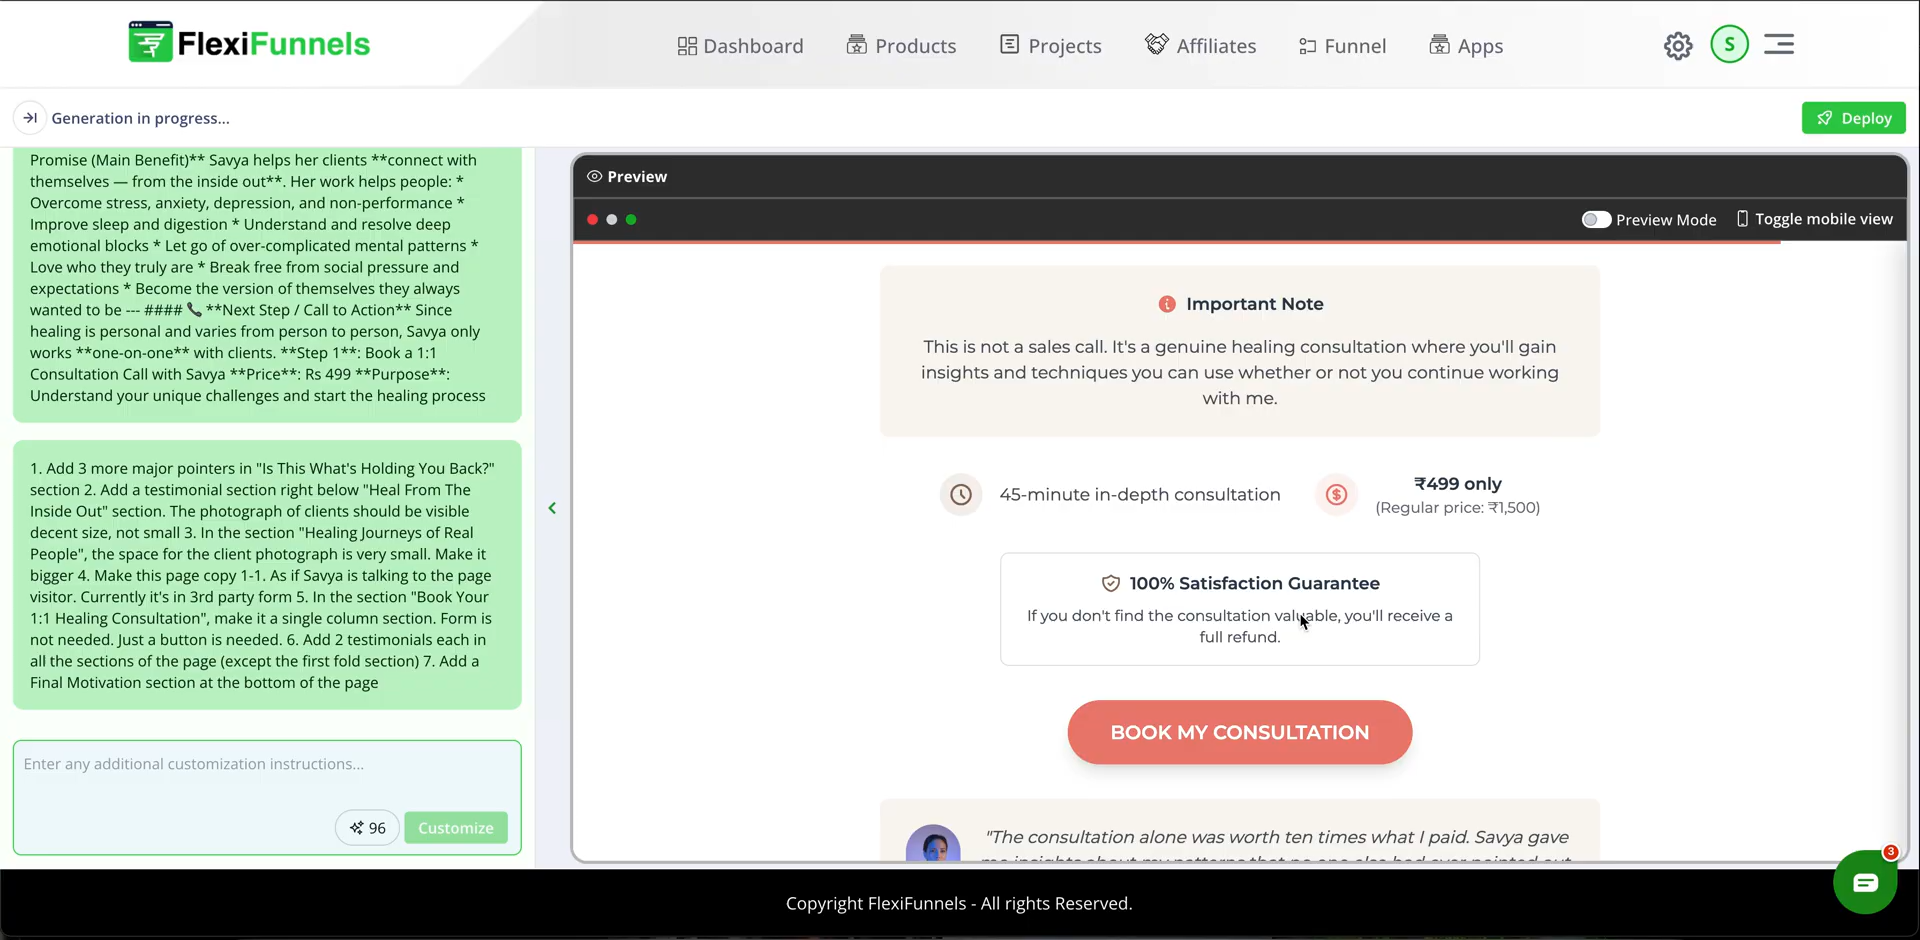 FlexiFunnels
Dashboard
Products
Projects
Affiliates
Funnel
Apps
S
Generation in progress...
Deploy
Promise (Main Benefit)** Savya helps her clients **connect with
themselves — from the inside out**. Her work helps people: *
Overcome stress, anxiety, depression, and non-performance *
Improve sleep and digestion * Understand and resolve deep
emotional blocks * Let go of over-complicated mental patterns *
Love who they truly are * Break free from social pressure and
expectations * Become the version of themselves they always
wanted to be --- #### 📞 **Next Step / Call to Action** Since
healing is personal and varies from person to person, Savya only
works **one-on-one** with clients. **Step 1**: Book a 1:1
Consultation Call with Savya **Price**: Rs 499 **Purpose**:
Understand your unique challenges and start the healing process
1. Add 3 more major pointers in "Is This What's Holding You Back?"
section 2. Add a testimonial section right below "Heal From The
Inside Out" section. The photograph of clients should be visible
decent size, not small 3. In the section "Healing Journeys of Real
People", the space for the client photograph is very small. Make it
bigger 4. Make this page copy 1-1. As if Savya is talking to the page
visitor. Currently it's in 3rd party form 5. In the section "Book Your
1:1 Healing Consultation", make it a single column section. Form is
not needed. Just a button is needed. 6. Add 2 testimonials each in
all the sections of the page (except the first fold section) 7. Add a
Final Motivation section at the bottom of the page
Enter any additional customization instructions...
96
Customize
Preview
Preview Mode
Toggle mobile view
Important Note
This is not a sales call. It's a genuine healing consultation where you'll gain
insights and techniques you can use whether or not you continue working
with me.
45-minute in-depth consultation
₹499 only
(Regular price: ₹1,500)
100% Satisfaction Guarantee
If you don't find the consultation valuable, you'll receive a
full refund.
BOOK MY CONSULTATION
"The consultation alone was worth ten times what I paid. Savya gave
me insights about my patterns that no one else had ever pointed out
3
Copyright FlexiFunnels - All rights Reserved.